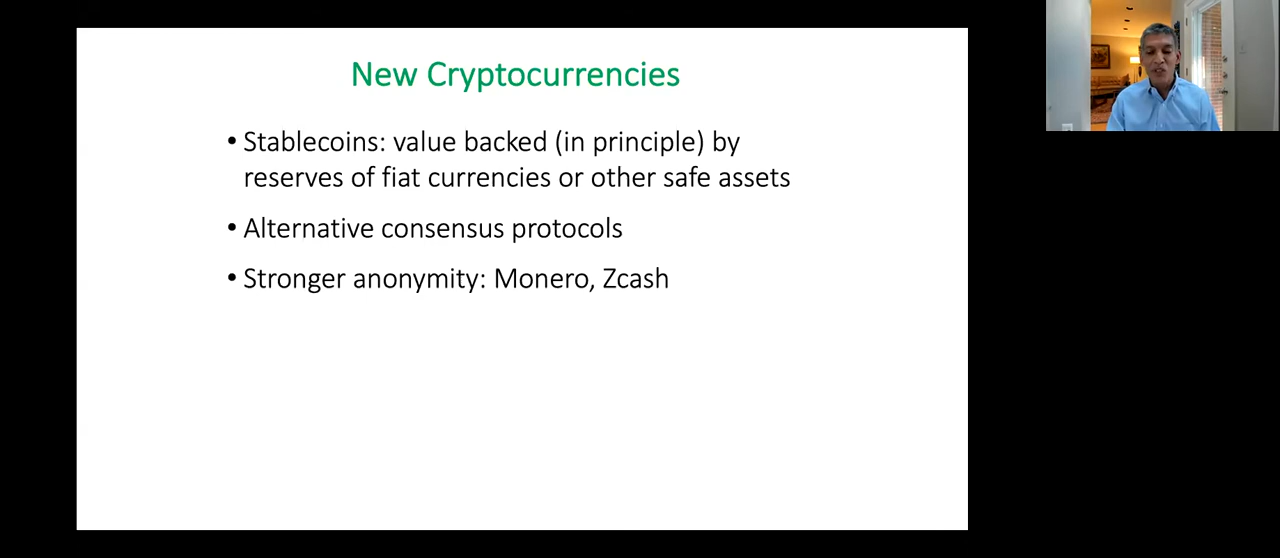 New Cryptocurrencies
• Stablecoins: value backed (in principle) by
reserves of fiat currencies or other safe assets
• Alternative consensus protocols
• Stronger anonymity: Monero, Zcash